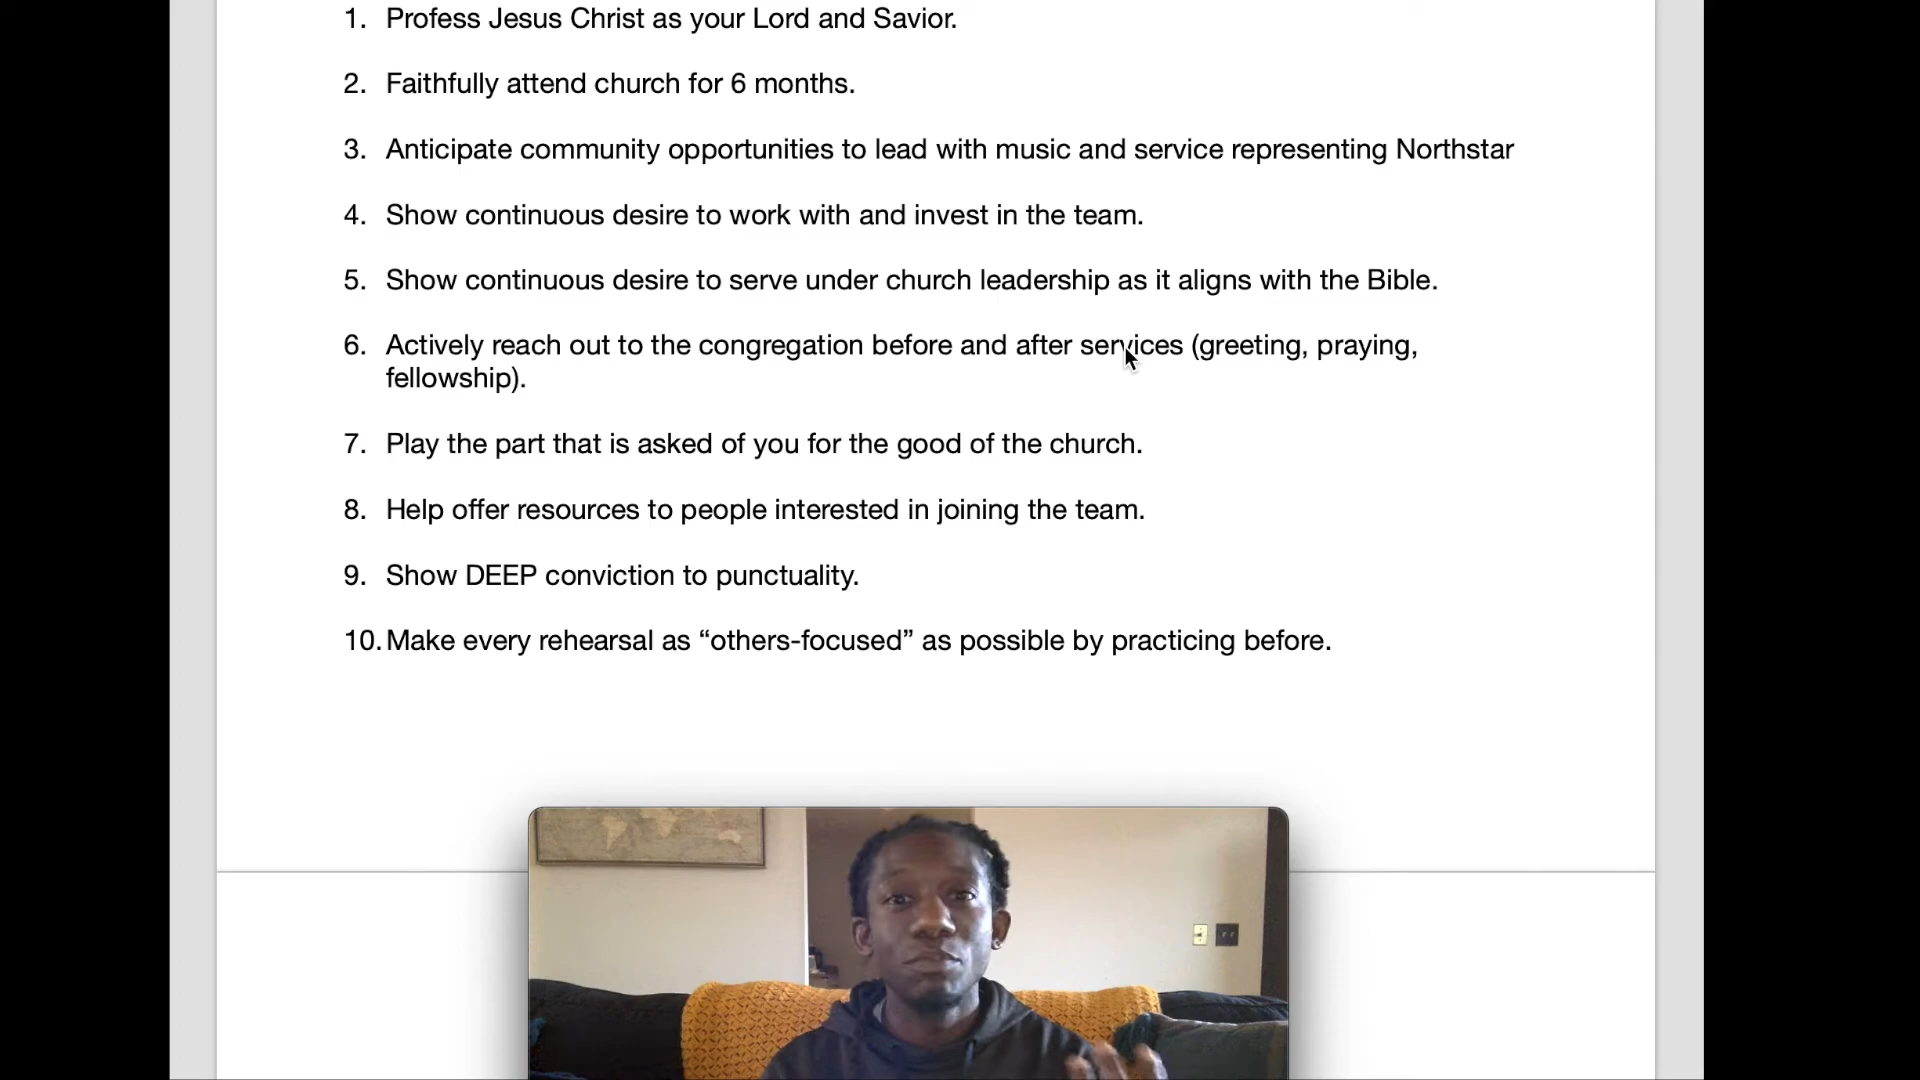 1. Profess Jesus Christ as your Lord and Savior.
2. Faithfully attend church for 6 months.
3. Anticipate community opportunities to lead with music and service representing Northstar
4. Show continuous desire to work with and invest in the team.
5. Show continuous desire to serve under church leadership as it aligns with the Bible.
6. Actively reach out to the congregation before and after services (greeting, praying,
fellowship).
7. Play the part that is asked of you for the good of the church.
8. Help offer resources to people interested in joining the team.
9. Show DEEP conviction to punctuality.
10. Make every rehearsal as “others-focused” as possible by practicing before.